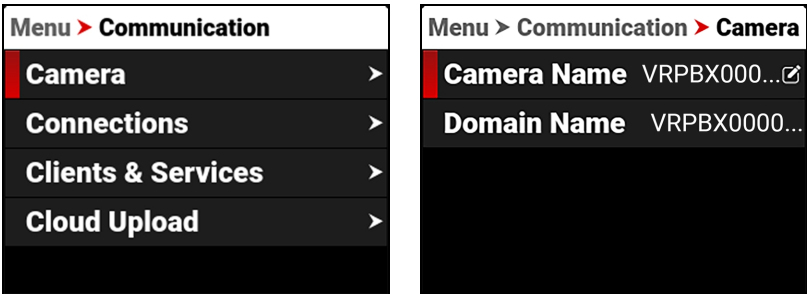 Menu ➤ Communication
Camera
Connections
Clients & Services
Cloud Upload
Menu ➤ Communication ➤ Camera
Camera Name VRPBX000...
Domain Name VRPBX0000...